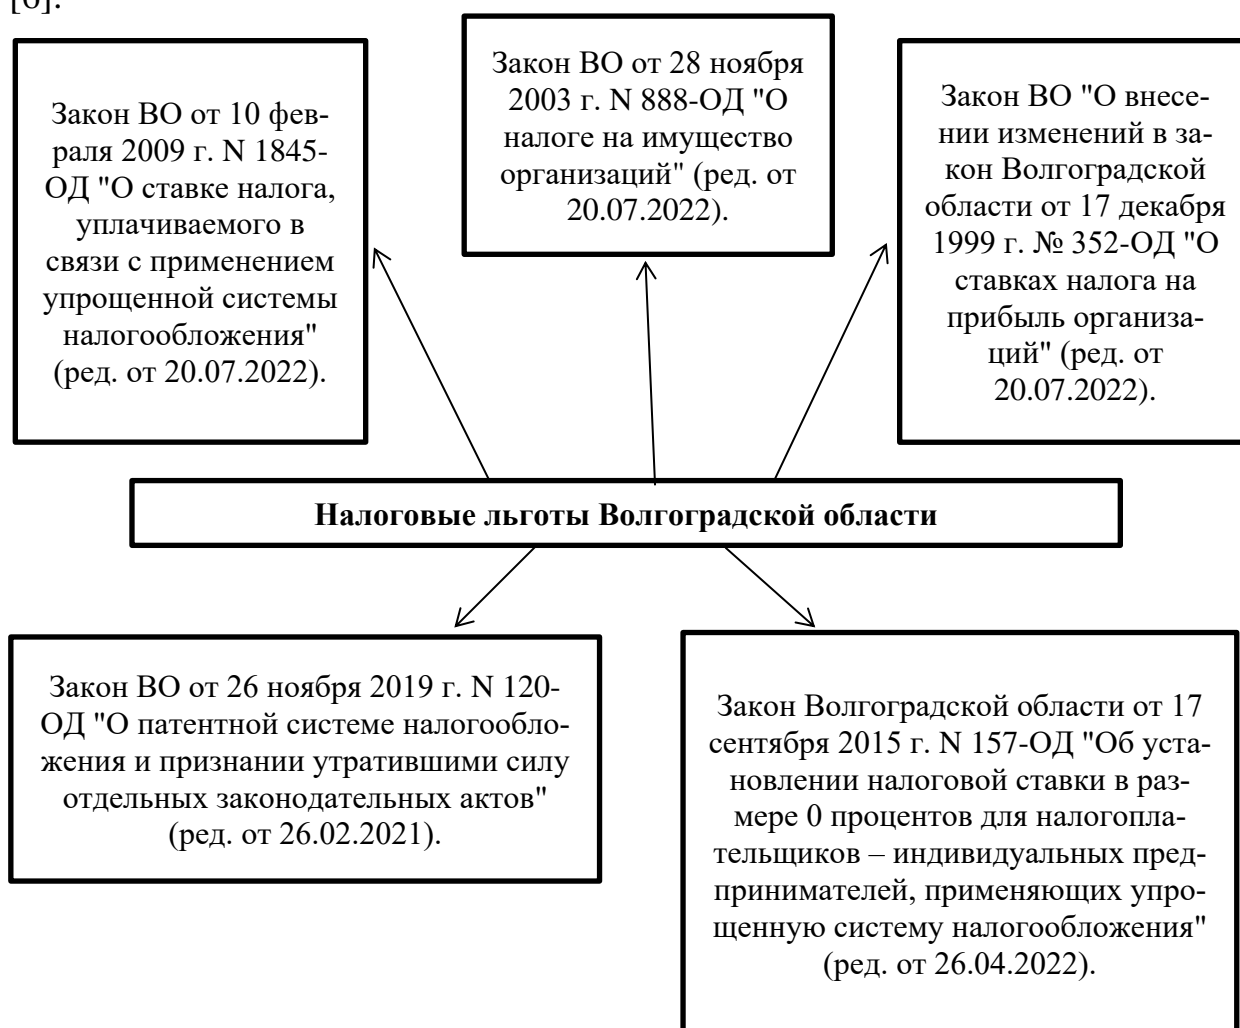 [6].
Закон ВО от 10 фев-
раля 2009 г. N 1845-
ОД "О ставке налога,
уплачиваемого в
связи с применением
упрощенной системы
налогообложения"
(ред. от 20.07.2022).
Закон ВО от 28 ноября
2003 г. N 888-ОД "О
налоге на имущество
организаций" (ред. от
20.07.2022).
Закон ВО "О внесе-
нии изменений в за-
кон Волгоградской
области от 17 декабря
1999 г. № 352-ОД "О
ставках налога на
прибыль организа-
ций" (ред. от
20.07.2022).
Налоговые льготы Волгоградской области
Закон ВО от 26 ноября 2019 г. N 120-
ОД "О патентной системе налогообло-
жения и признании утратившими силу
отдельных законодательных актов"
(ред. от 26.02.2021).
Закон Волгоградской области от 17
сентября 2015 г. N 157-ОД "Об уста-
новлении налоговой ставки в раз-
мере 0 процентов для налогопла-
тельщиков – индивидуальных пред-
принимателей, применяющих упро-
щенную систему налогообложения"
(ред. от 26.04.2022).